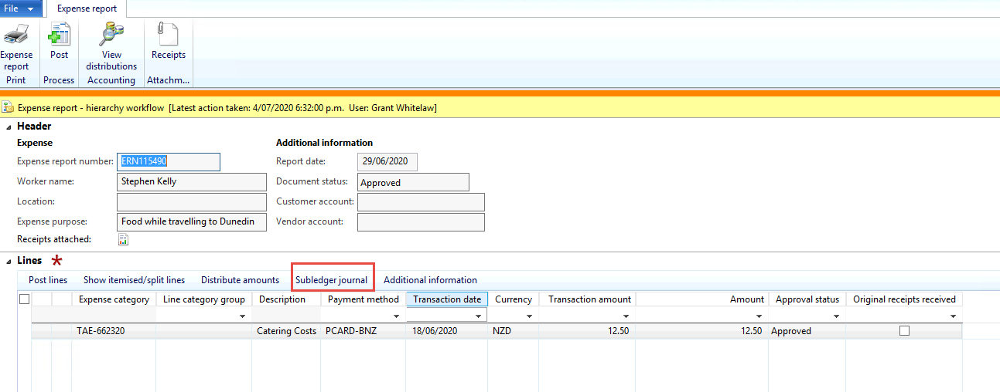 File Expense report
Expense report Post View distributions Receipts
Print Process Accounting Attachm...
Expense report - hierarchy workflow [Latest action taken: 4/07/2020 6:32:00 p.m. User: Grant Whitelaw]
Header
Expense Additional information
Expense report number: ERN115490 Report date: 29/06/2020
Worker name: Stephen Kelly Document status: Approved
Location: Customer account:
Expense purpose: Food while travelling to Dunedin Vendor account:
Receipts attached:
Lines *
Post lines Show itemised/split lines Distribute amounts Subledger journal Additional information
Expense category Line category group Description Payment method Transaction date Currency Transaction amount Amount Approval status Original receipts received
TAE-662320 Catering Costs PCARD-BNZ 18/06/2020 NZD 12.50 12.50 Approved